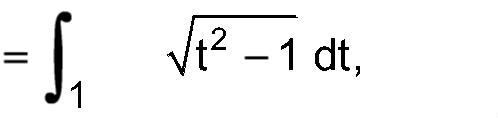 = ∫₁ √(t² – 1) dt,